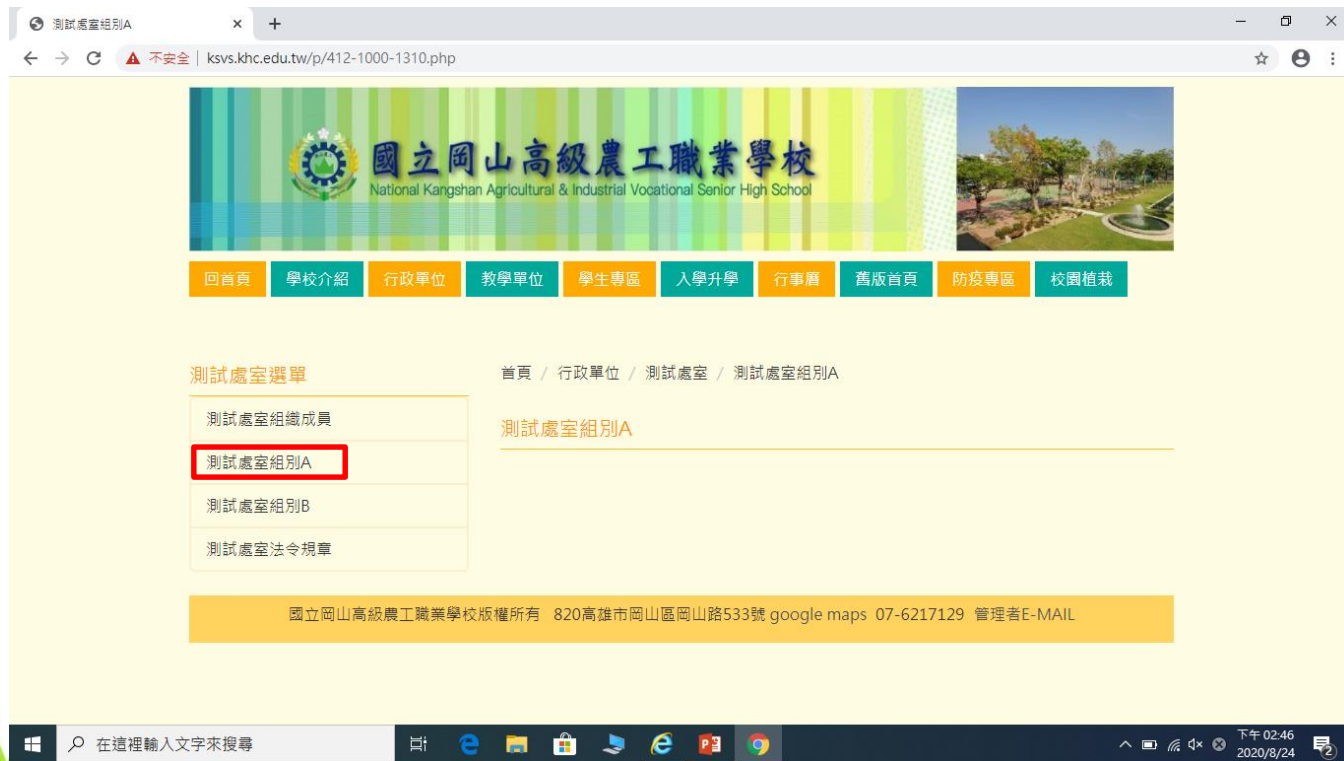 測試處室組別A
不安全 | ksvs.khc.edu.tw/p/412-1000-1310.php
國立岡山高級農工職業學校
National Kangshan Agricultural & Industrial Vocational Senior High School
回首頁 學校介紹 行政單位 教學單位 學生專區 入學升學 行事曆 舊版首頁 防疫專區 校園植栽
測試處室選單
首頁 / 行政單位 / 測試處室 / 測試處室組別A
測試處室組織成員
測試處室組別A
測試處室組別A
測試處室組別B
測試處室法令規章
國立岡山高級農工職業學校版權所有 820高雄市岡山區岡山路533號 google maps 07-6217129 管理者E-MAIL
在這裡輸入文字來搜尋
下午 02:46
2020/8/24
2